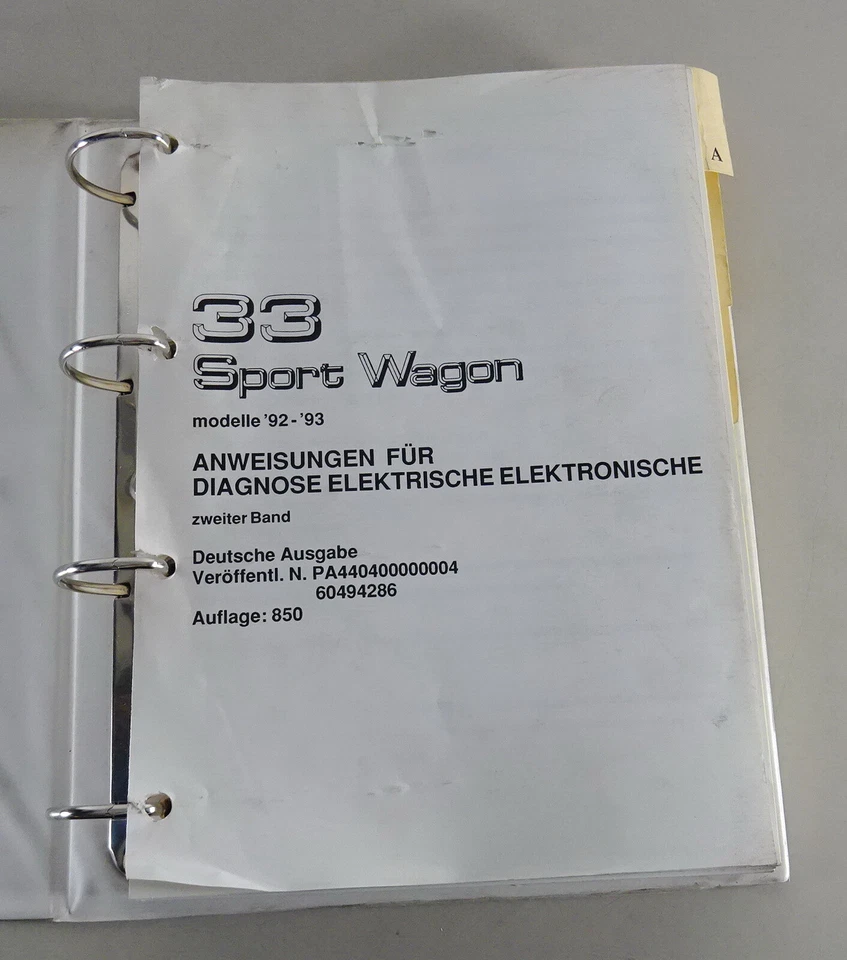 A
33
Sport Wagon
modelle '92-'93
ANWEISUNGEN FÜR
DIAGNOSE ELEKTRISCHE ELEKTRONISCHE
zweiter Band
Deutsche Ausgabe
Veröffentl. N. PA440400000004
60494286
Auflage: 850